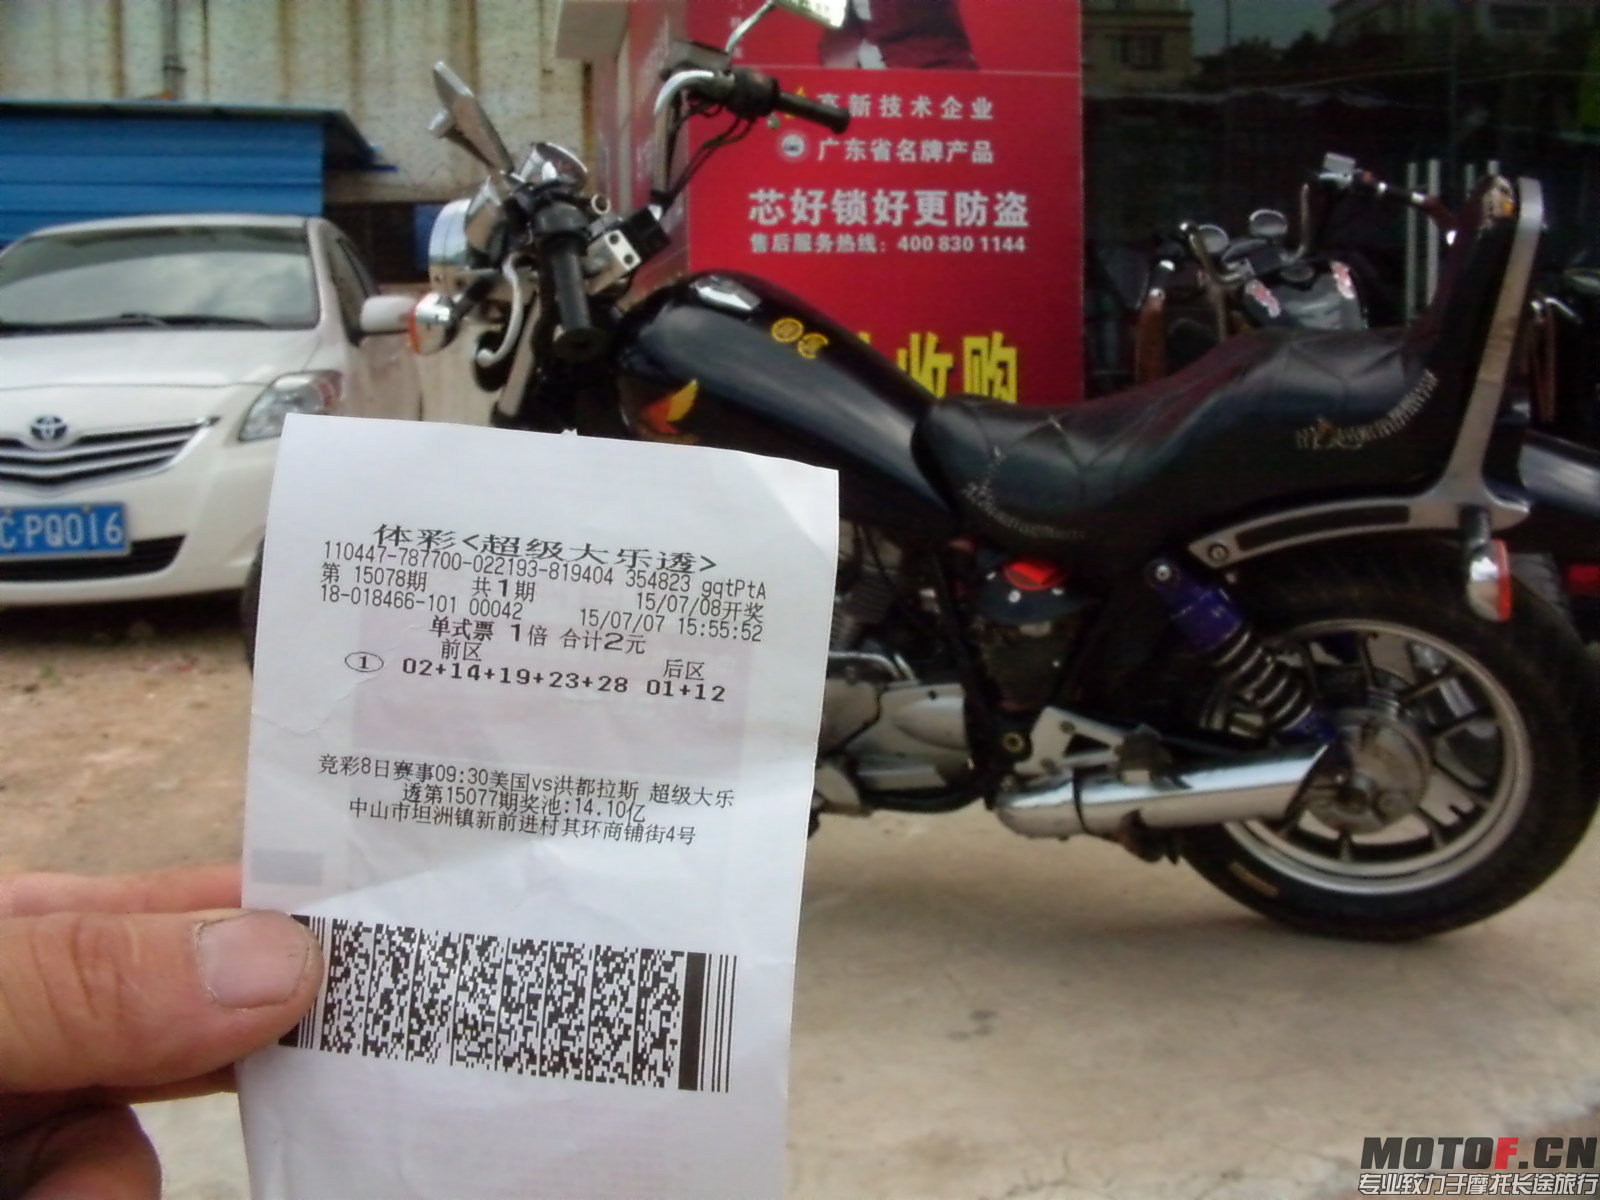 高新技术企业
广东省名牌产品
芯好锁好更防盗
售后服务热线：400 830 1144
收购
C·PQ016
体彩<超级大乐透>
110447-787700-022193-819404 354823 gqtPtA
第 15078期 共1期 15/07/08开奖
18-018466-101 00042 15/07/07 15:55:52
单式票 1倍 合计2元
前区 后区
① 02+14+19+23+28 01+12
竞彩8日赛事09:30美国vs洪都拉斯 超级大乐
透第15077期奖池:14.10亿
中山市坦洲镇新前进村其环商铺街4号
MOTOF.CN
专业致力于摩托长途旅行